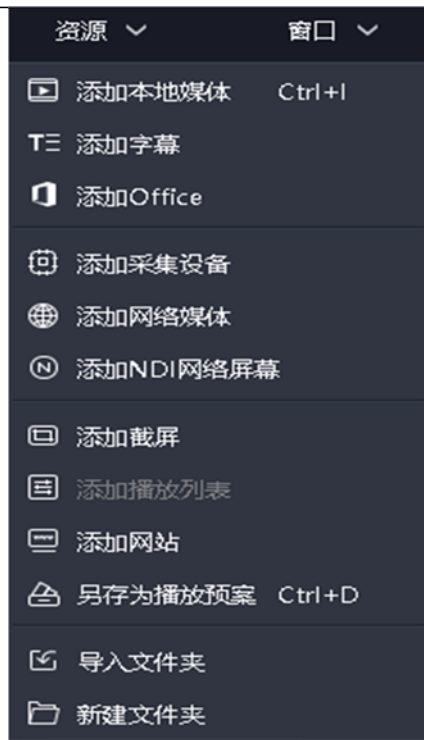 资源 窗口
添加本地媒体 Ctrl+I
添加字幕
添加Office
添加采集设备
添加网络媒体
添加NDI网络屏幕
添加截屏
添加播放列表
添加网站
另存为播放预案 Ctrl+D
导入文件夹
新建文件夹